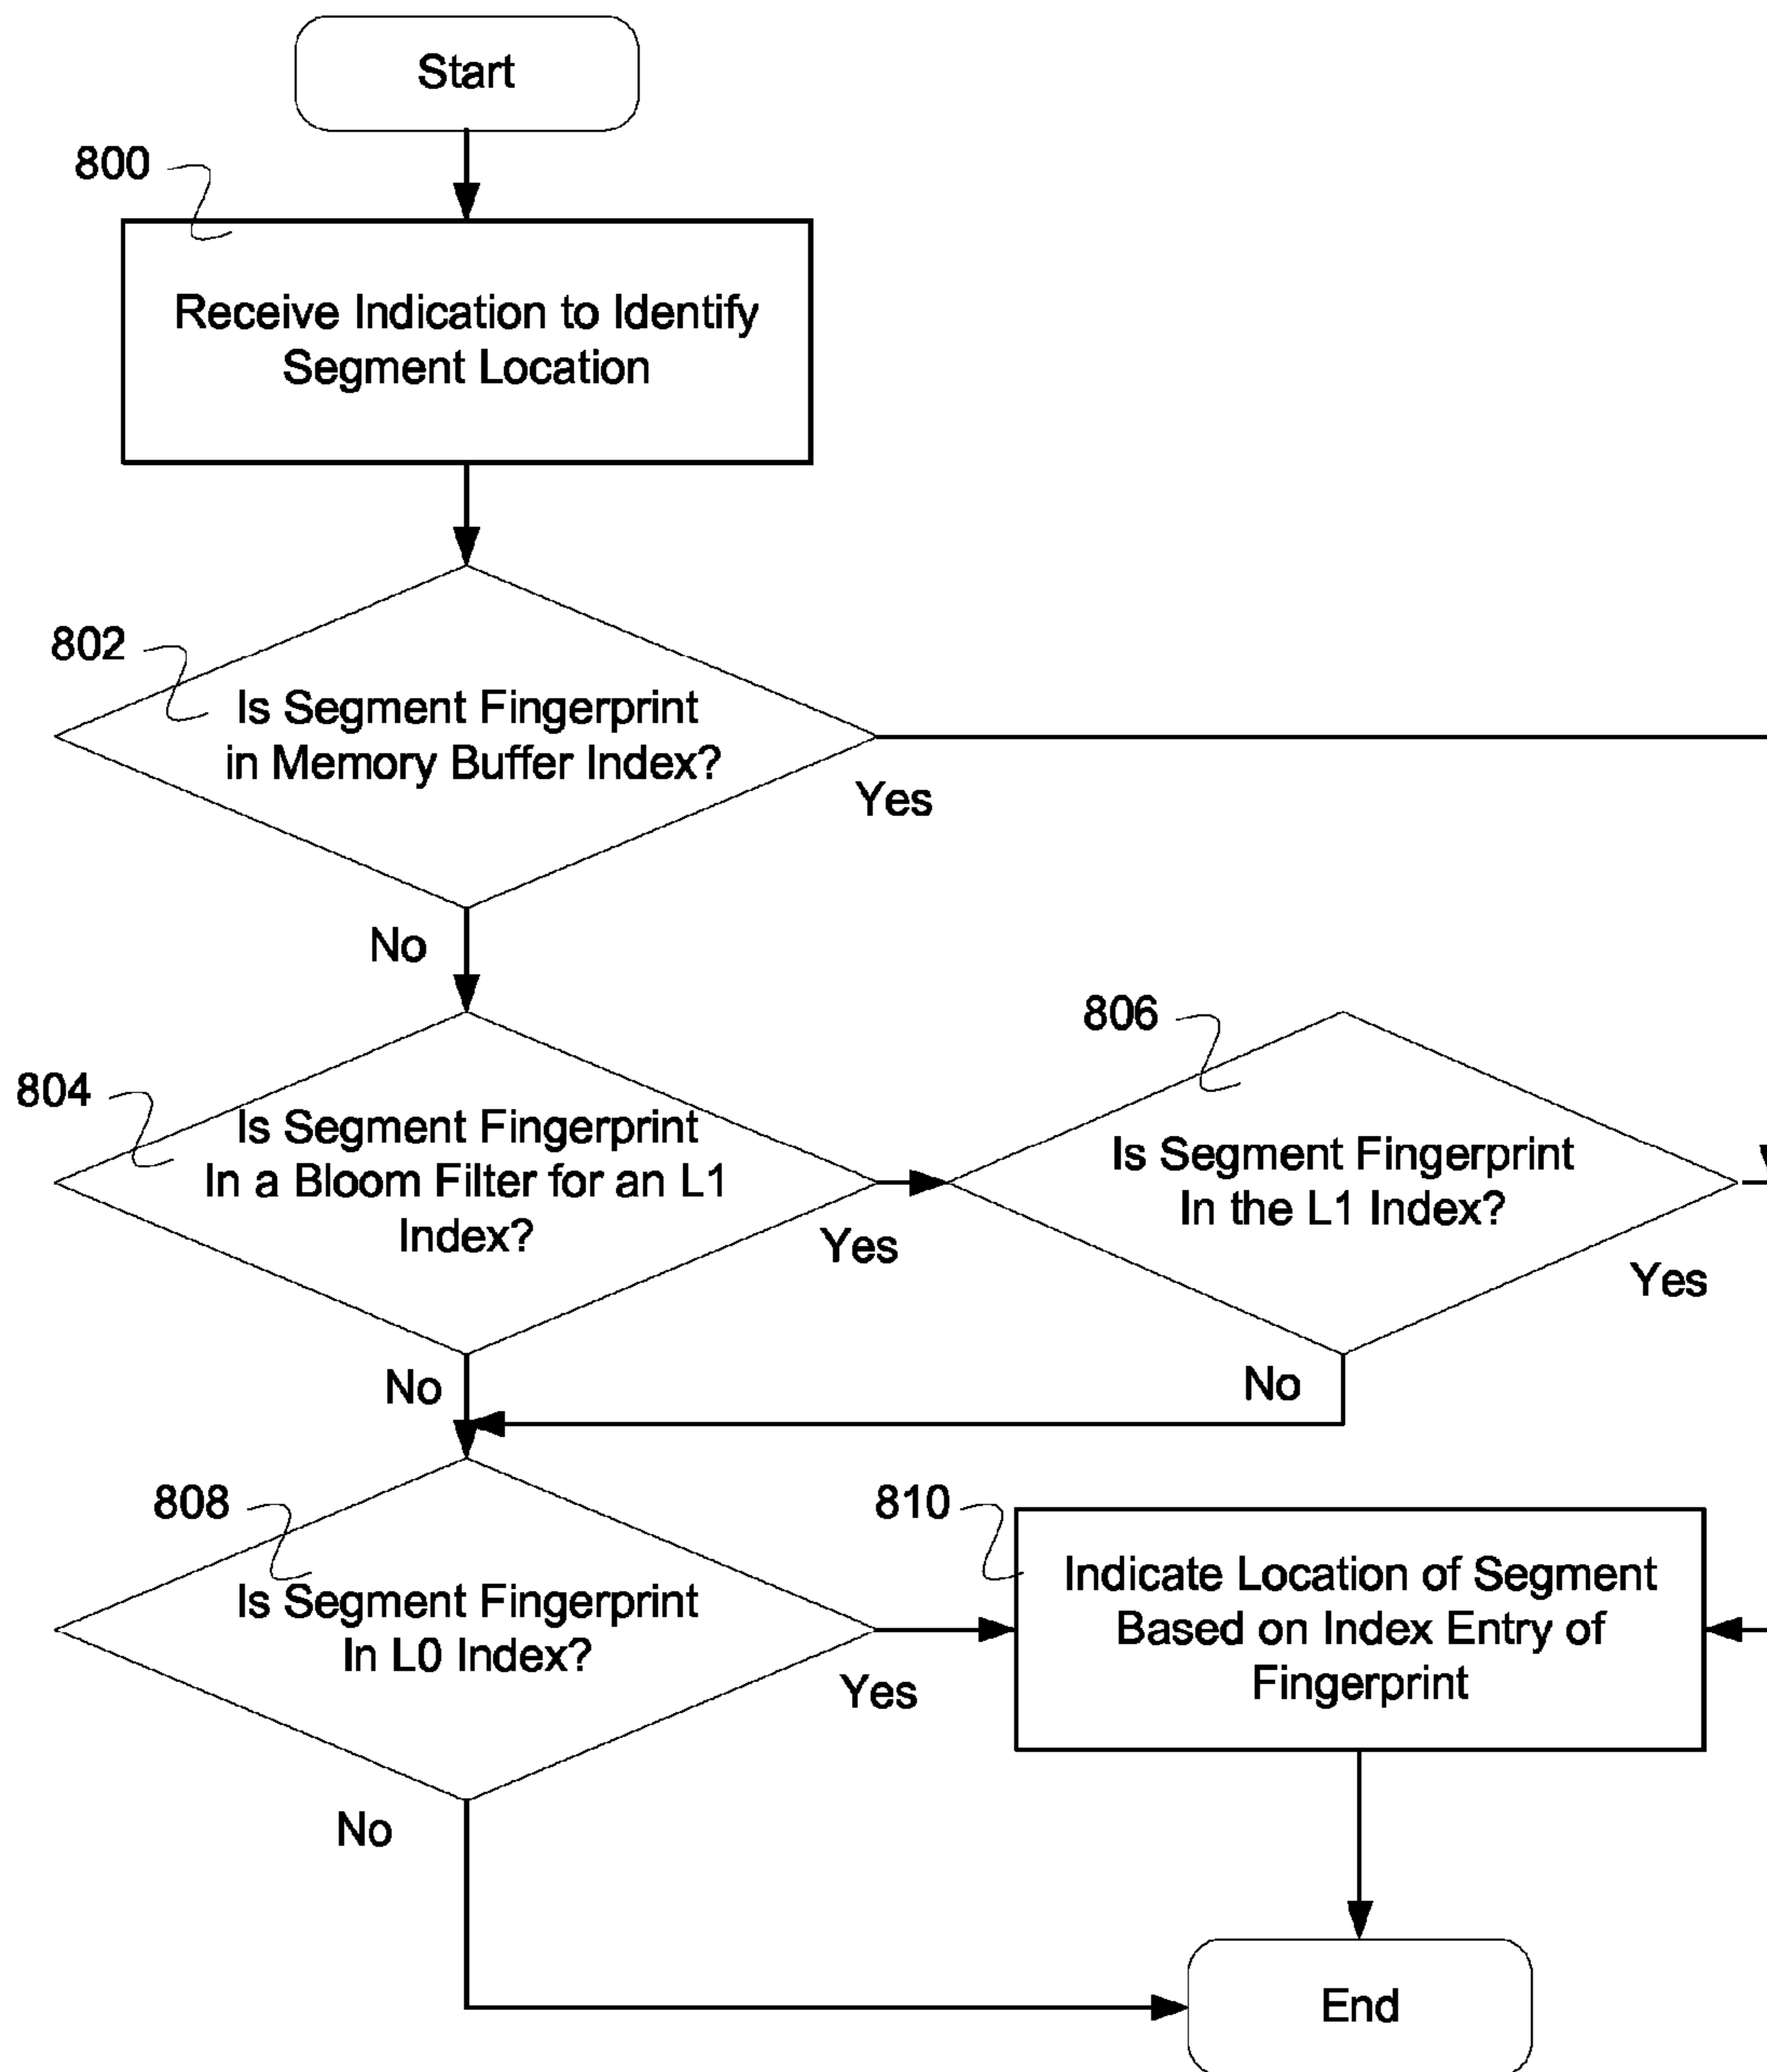 Start
800
Receive Indication to Identify
Segment Location
802
Is Segment Fingerprint
in Memory Buffer Index?
Yes
No
804
Is Segment Fingerprint
In a Bloom Filter for an L1
Index?
Yes
806
Is Segment Fingerprint
In the L1 Index?
Yes
No
No
808
Is Segment Fingerprint
In L0 Index?
Yes
810
Indicate Location of Segment
Based on Index Entry of
Fingerprint
No
End